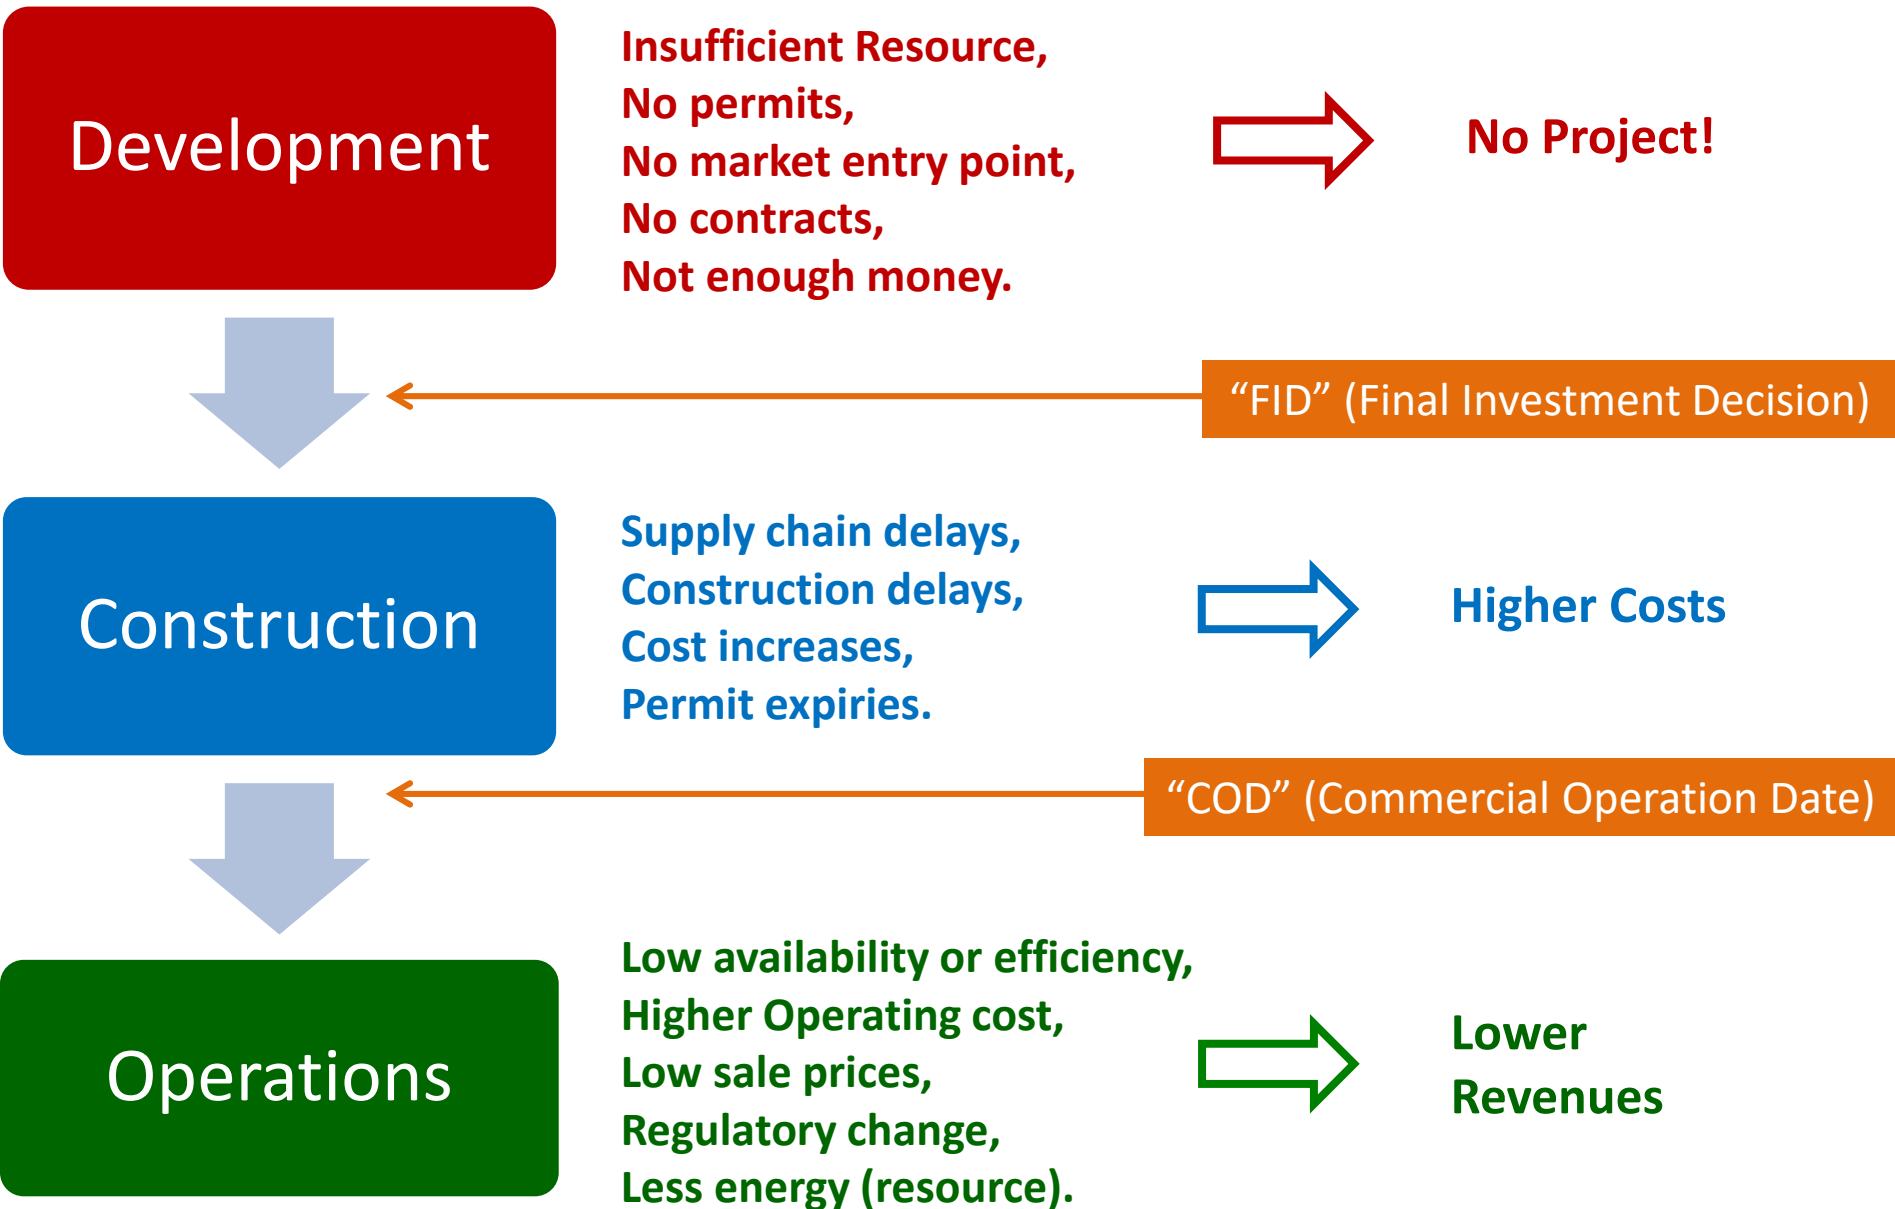 Development
Insufficient Resource,
No permits,
No market entry point,
No contracts,
Not enough money.
No Project!
“FID” (Final Investment Decision)
Construction
Supply chain delays,
Construction delays,
Cost increases,
Permit expiries.
Higher Costs
“COD” (Commercial Operation Date)
Operations
Low availability or efficiency,
Higher Operating cost,
Low sale prices,
Regulatory change,
Less energy (resource).
Lower
Revenues